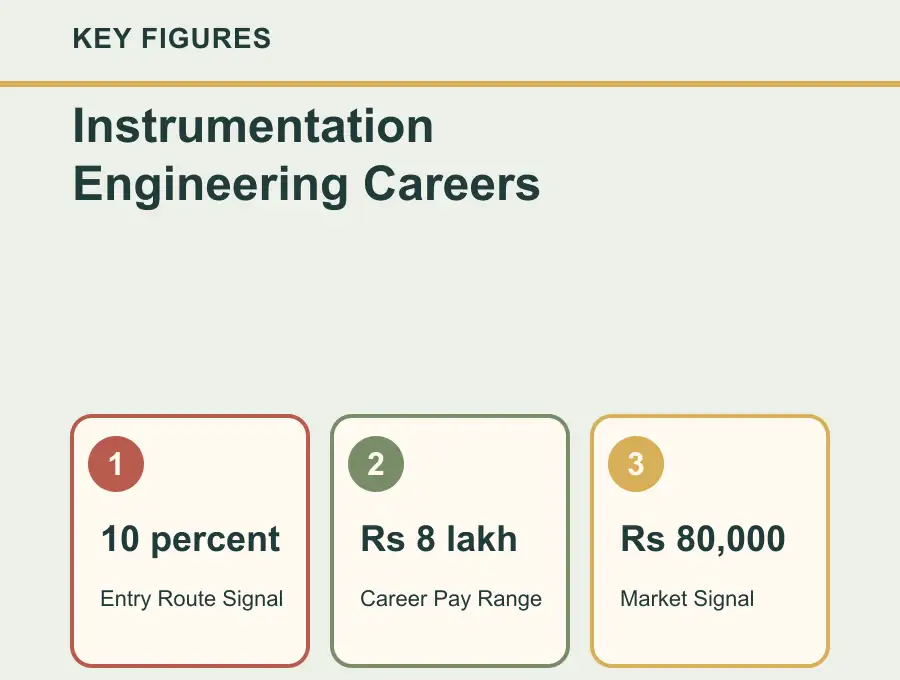 KEY FIGURES
Instrumentation
Engineering Careers
1
10 percent
Entry Route Signal
2
Rs 8 lakh
Career Pay Range
3
Rs 80,000
Market Signal